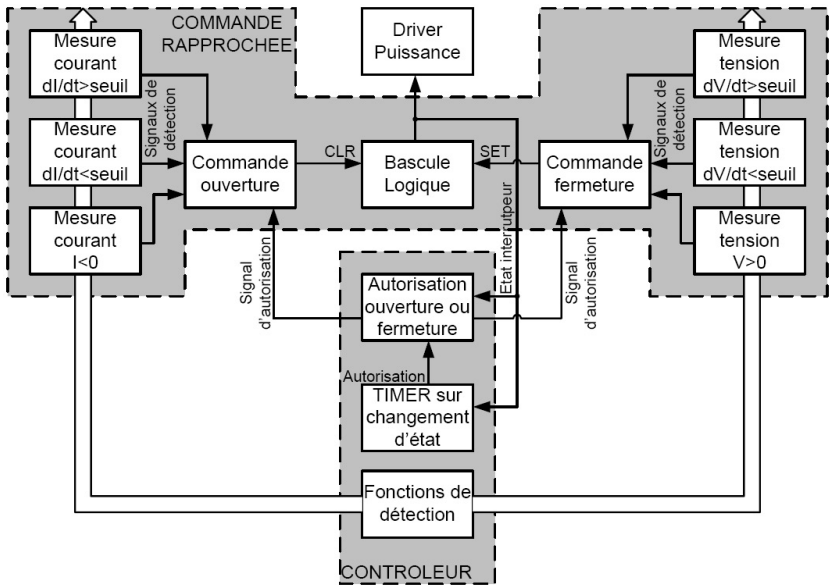 COMMANDE
RAPPROCHEE
Driver
Puissance
Mesure
courant
dI/dt>seuil
Mesure
courant
dI/dt<seuil
Mesure
courant
I<0
Signaux de
détection
Commande
ouverture
CLR
Bascule
Logique
SET
Commande
fermeture
Signaux de
détection
Mesure
tension
dV/dt>seuil
Mesure
tension
dV/dt<seuil
Mesure
tension
V>0
Signal
d'autorisation
Etat interrutpeur
Signal
d'autorisation
Autorisation
ouverture ou
fermeture
Autorisation
TIMER sur
changement
d'état
Fonctions de
détection
CONTROLEUR